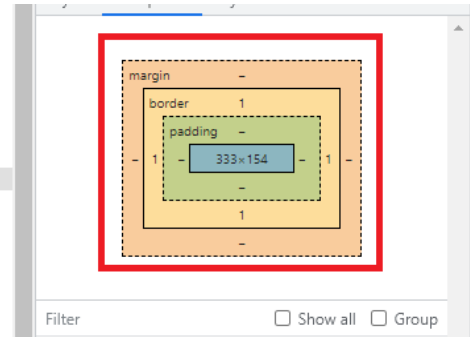 margin –
border 1
padding –
– 1 – 333×154 – 1 –
–
1
–
Filter Show all Group